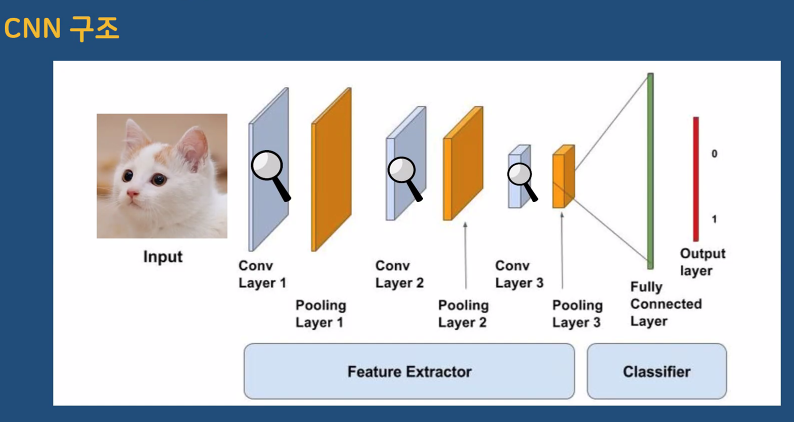 CNN 구조
Input
Conv
Layer 1
Pooling
Layer 1
Conv
Layer 2
Pooling
Layer 2
Conv
Layer 3
Pooling
Layer 3
Fully
Connected
Layer
Output
layer
0
1
Feature Extractor
Classifier